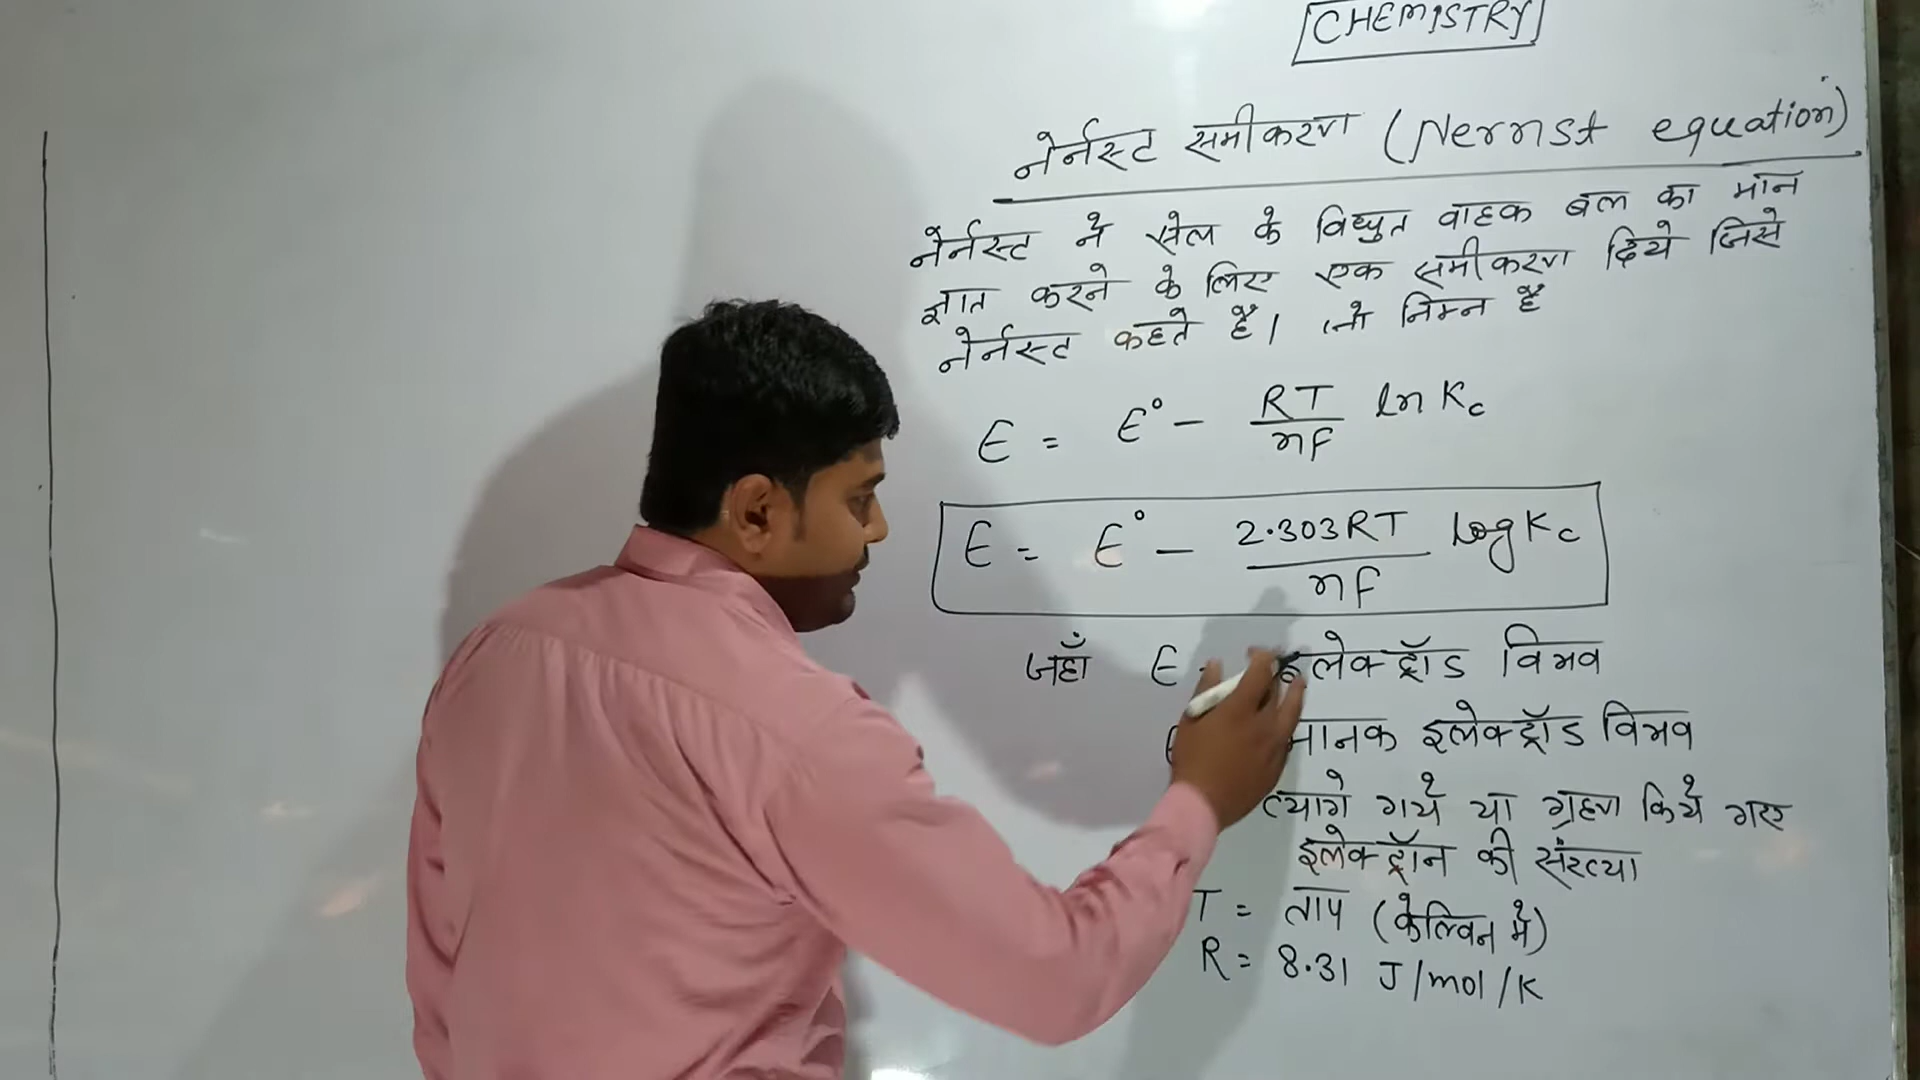 CHEMISTRY
नेर्नस्ट समीकरण (Nernst equation)
नेर्नस्ट ने सेल के विद्युत वाहक बल का मान
ज्ञात करने के लिए एक समीकरण दिये जिसे
नेर्नस्ट कहते हैं। जो निम्न है
E = E° - RT/nF ln Kc
E = E° - 2.303RT/nF log Kc
जहाँ E इलेक्ट्रॉड विभव
मानक इलेक्ट्रॉड विभव
त्यागे गये या ग्रहण किये गए
इलेक्ट्रॉन की संख्या
T = ताप (केल्विन में)
R = 8.31 J/mol/K